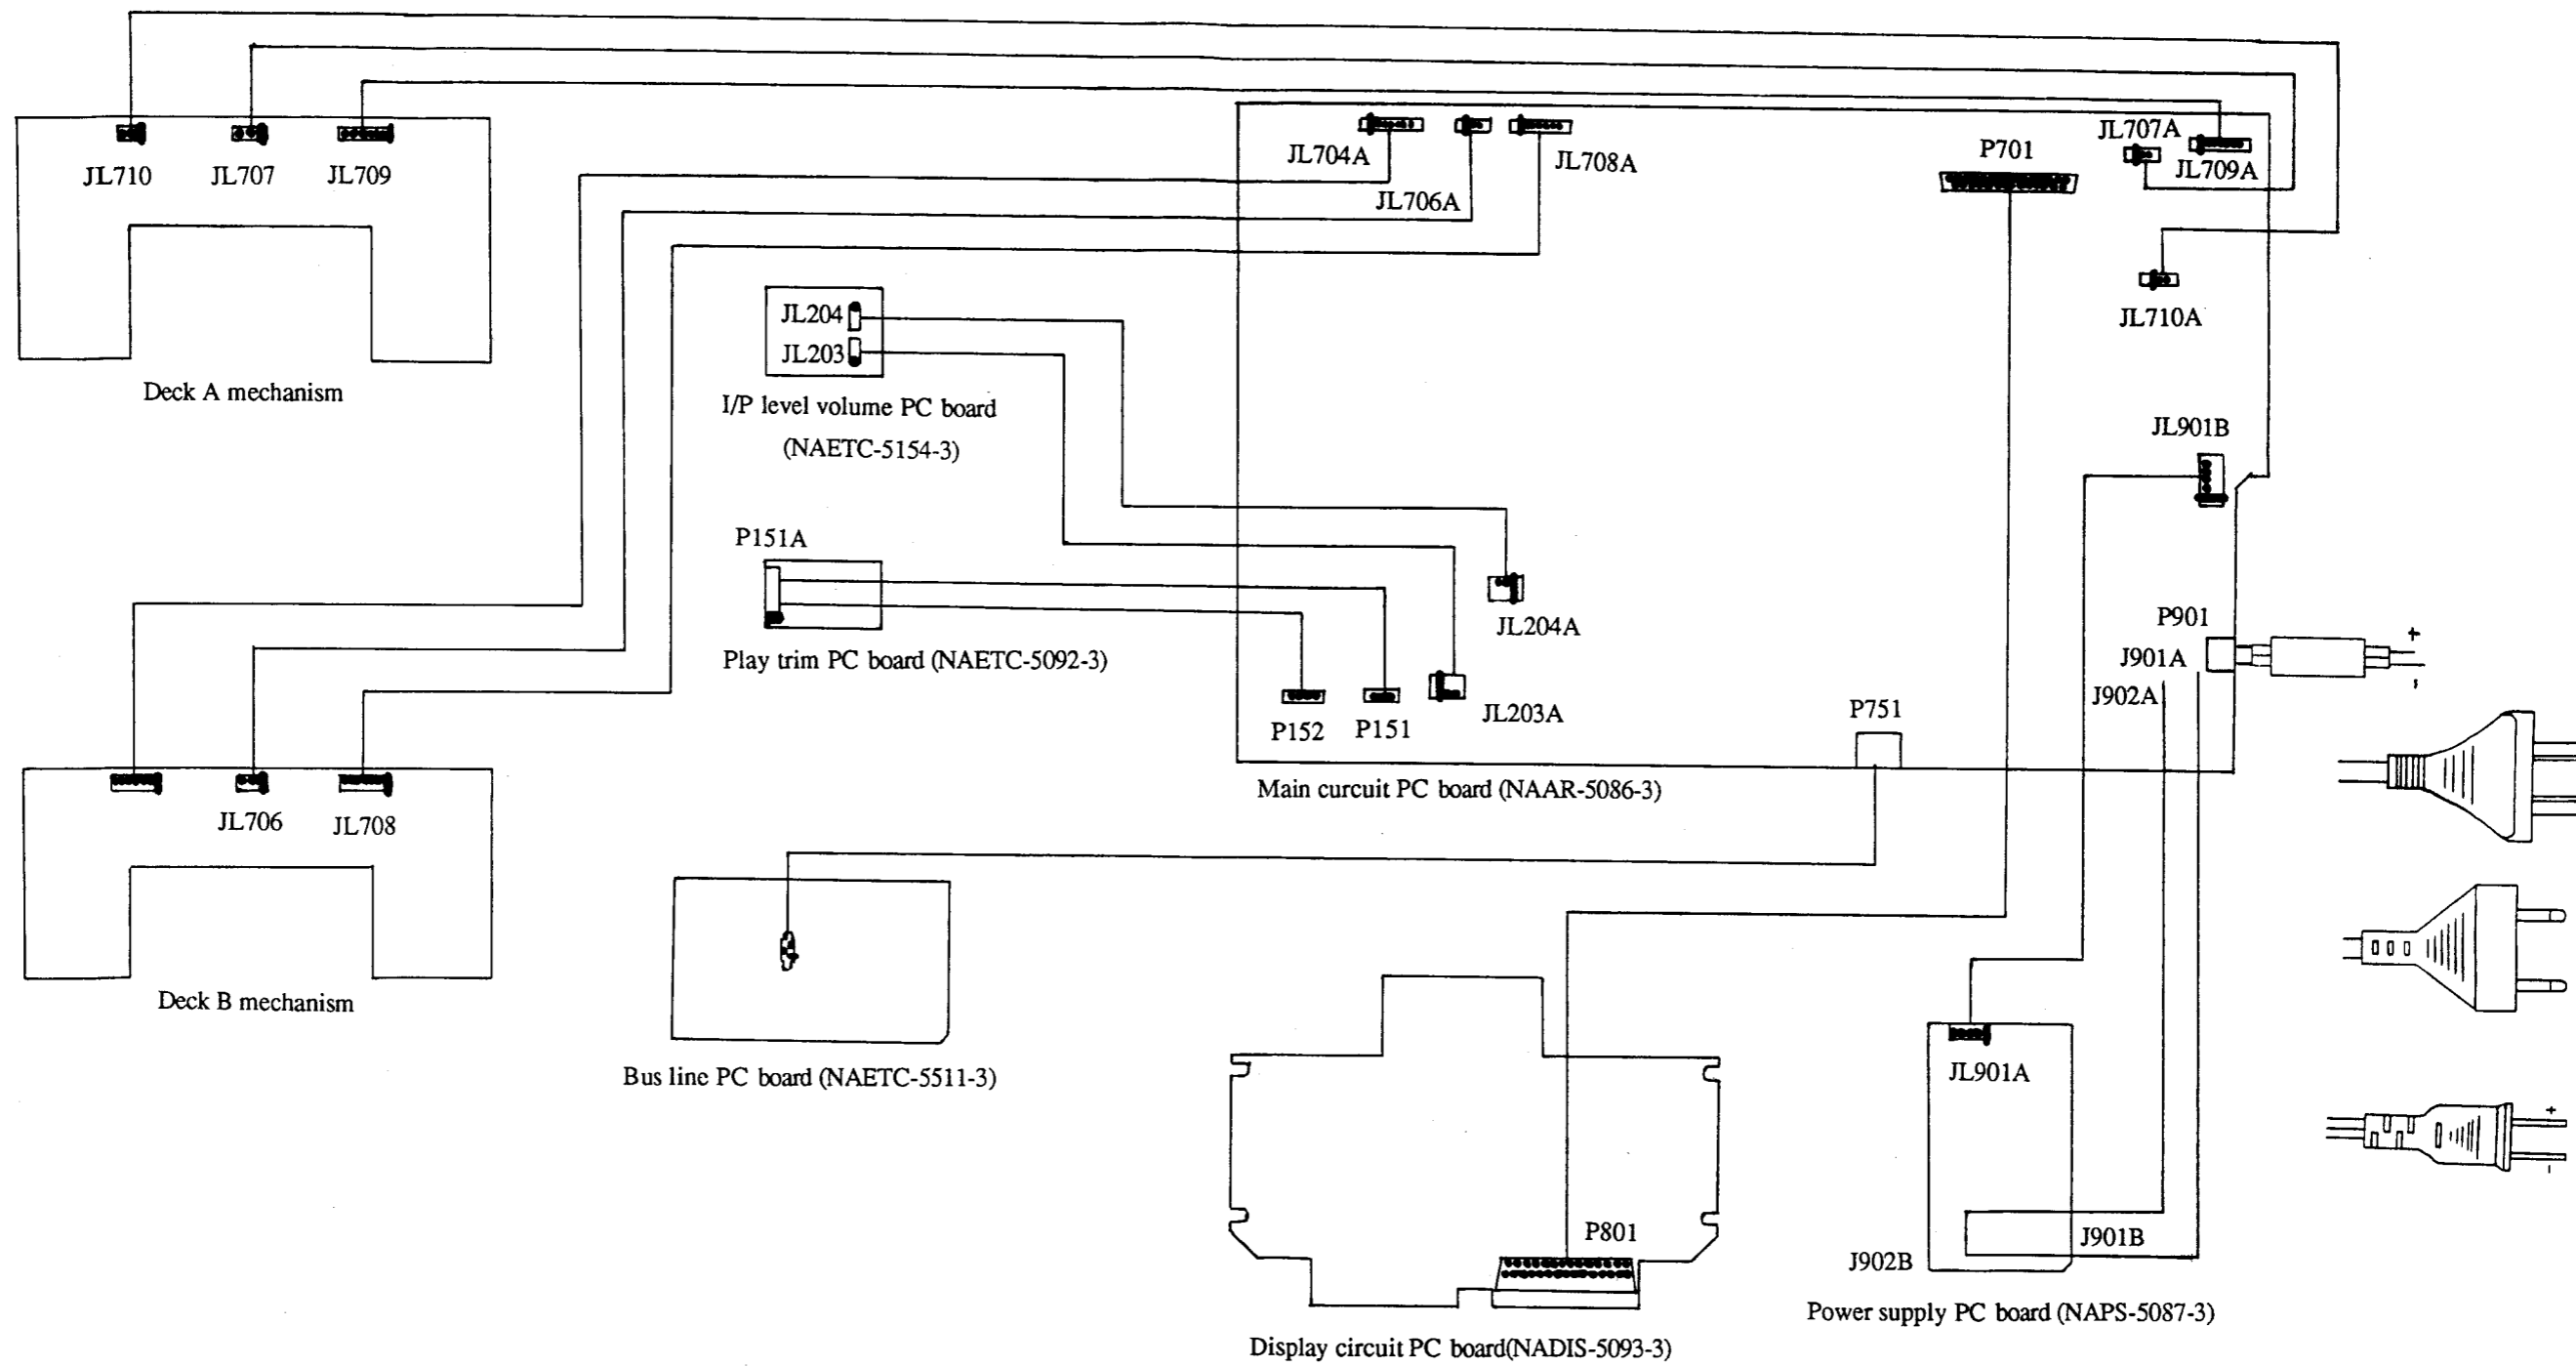 JL710
JL707
JL709
Deck A mechanism
JL704A
JL706A
JL708A
P701
JL707A
JL709A
JL710A
JL204
JL203
I/P level volume PC board
(NAETC-5154-3)
JL901B
P151A
Play trim PC board (NAETC-5092-3)
JL204A
JL203A
P152
P151
P751
P901
J901A
J902A
+
-
Main curcuit PC board (NAAR-5086-3)
JL706
JL708
Deck B mechanism
Bus line PC board (NAETC-5511-3)
P801
Display circuit PC board(NADIS-5093-3)
JL901A
J901B
J902B
Power supply PC board (NAPS-5087-3)
+
-